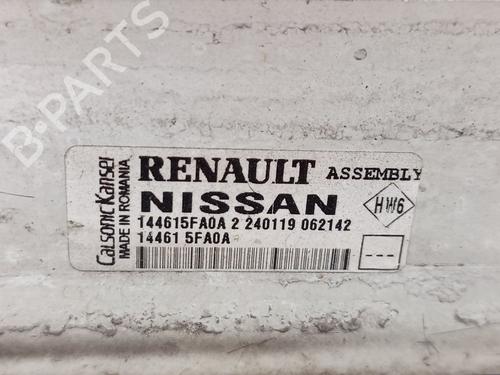 B-PARTS
CalsonicKansei
MADE IN ROMANIA
RENAULT ASSEMBLY
NISSAN
HW6
144615FA0A 2 240119 062142
14461 5FA0A
---